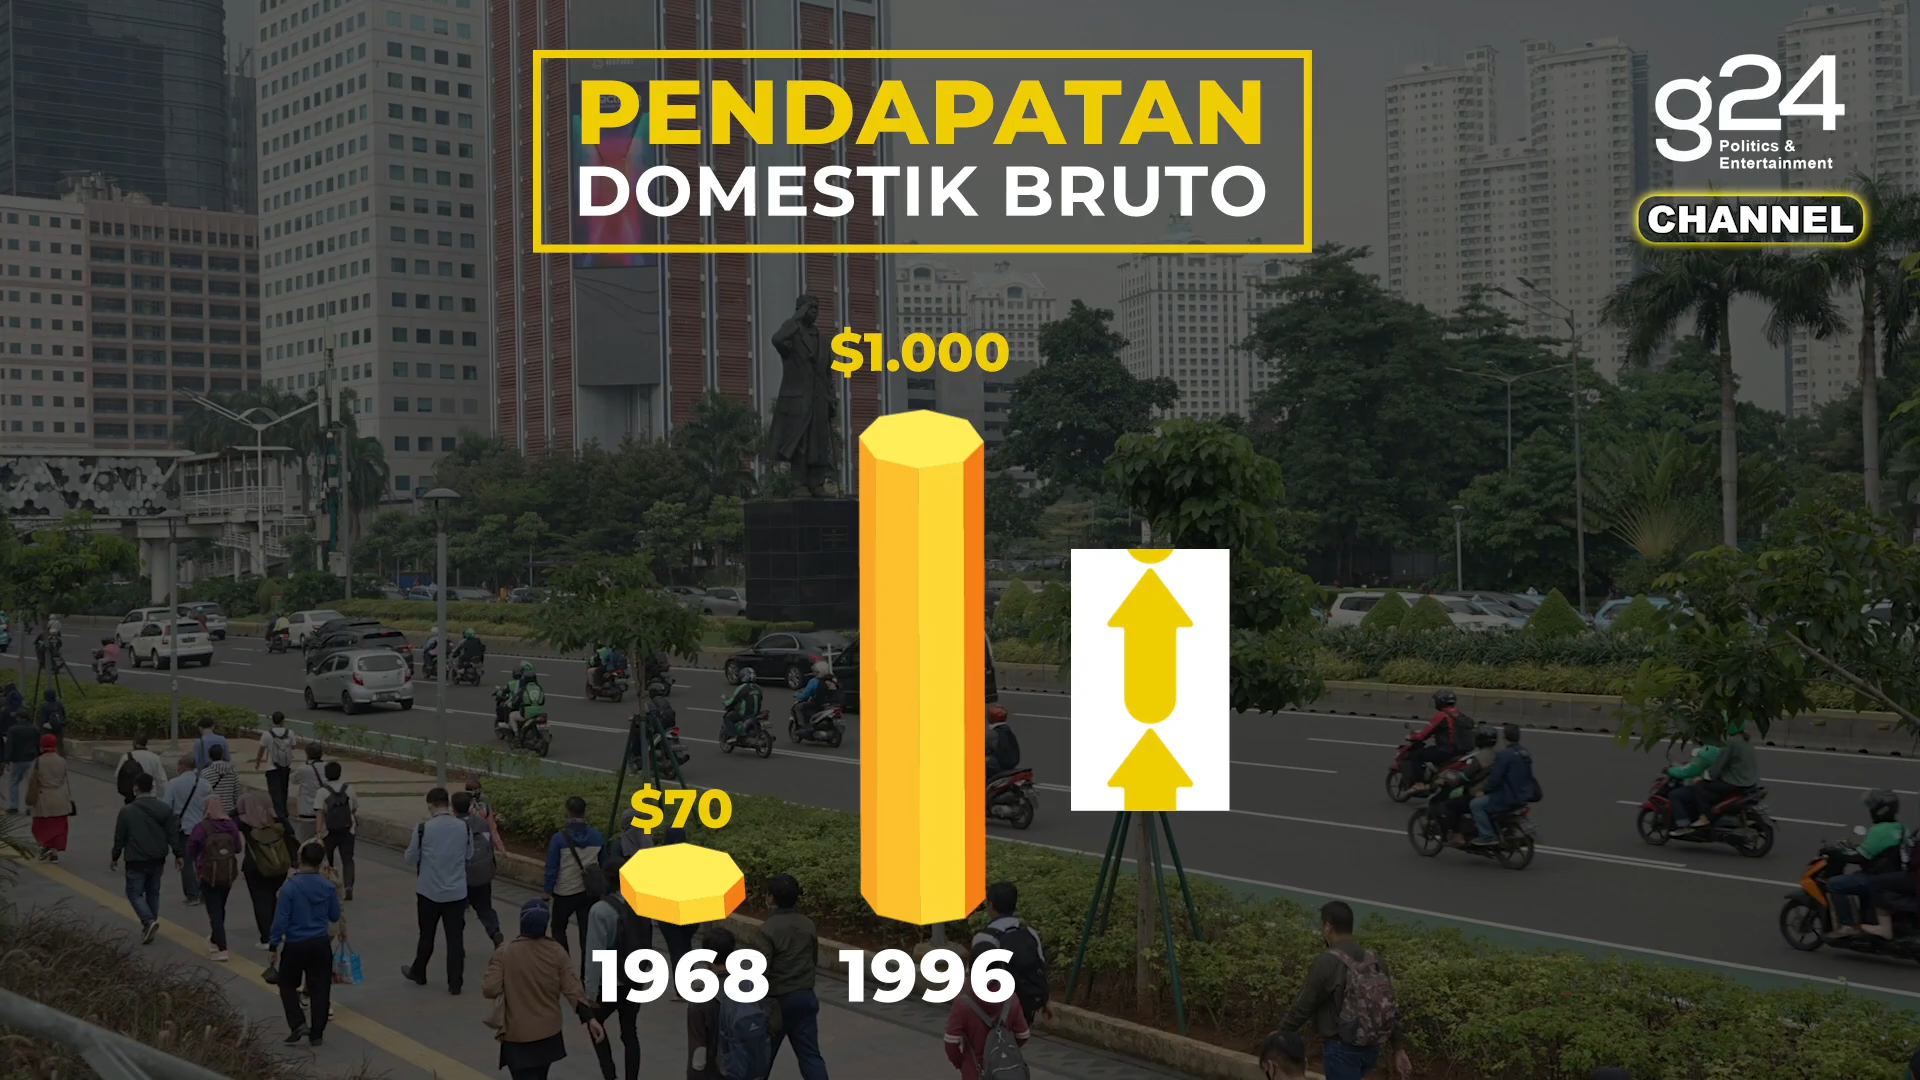 PENDAPATAN
DOMESTIK BRUTO
g24
Politics &
Entertainment
CHANNEL
$1.000
$70
1968
1996